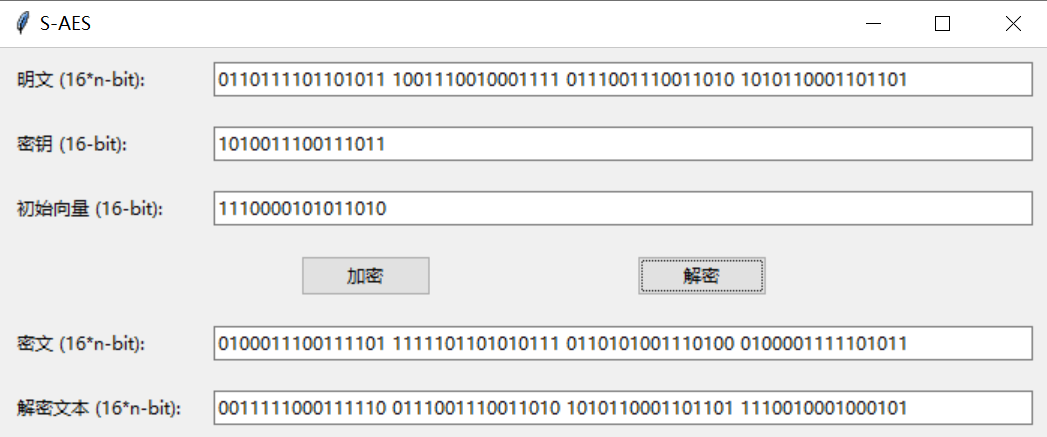 S-AES
明文 (16*n-bit): 0110111101101011 1001110010001111 0111001110011010 1010110001101101
密钥 (16-bit): 1010011100111011
初始向量 (16-bit): 1110000101011010
加密 解密
密文 (16*n-bit): 0100011100111101 1111101101010111 0110101001110100 0100001111101011
解密文本 (16*n-bit): 0011111000111110 0111001110011010 1010110001101101 1110010001000101